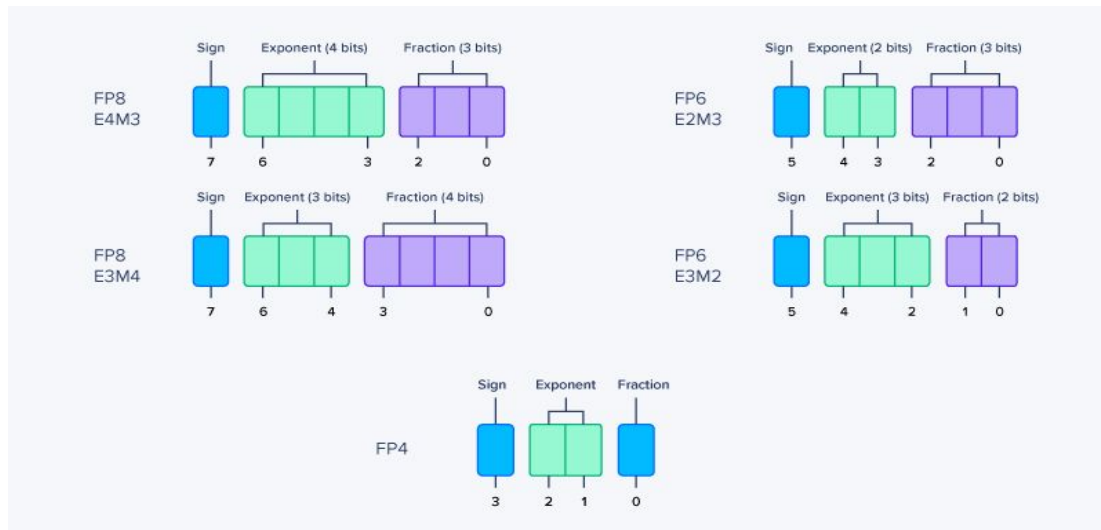 Sign Exponent (4 bits) Fraction (3 bits)
FP8
E4M3
7 6 3 2 0
Sign Exponent (2 bits) Fraction (3 bits)
FP6
E2M3
5 4 3 2 0
Sign Exponent (3 bits) Fraction (4 bits)
FP8
E3M4
7 6 4 3 0
Sign Exponent (3 bits) Fraction (2 bits)
FP6
E3M2
5 4 2 1 0
Sign Exponent Fraction
FP4
3 2 1 0